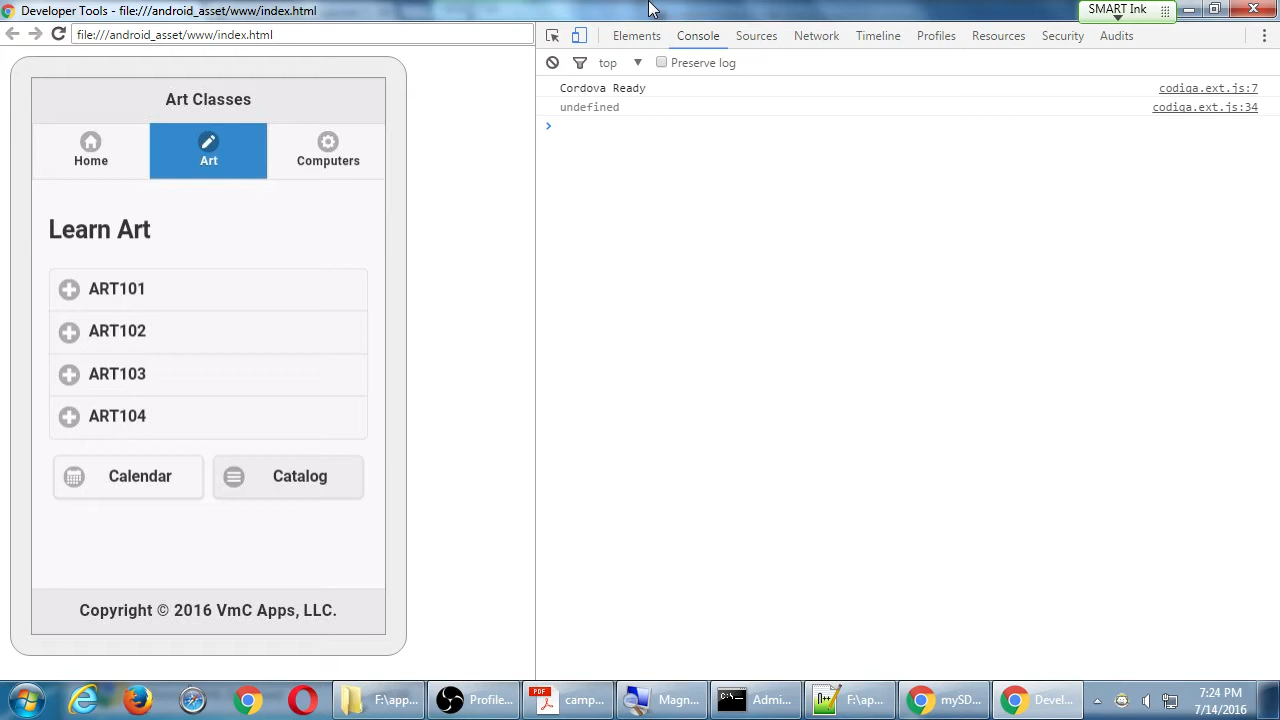 Developer Tools - file:///android_asset/www/index.html
SMART Ink
file:///android_asset/www/index.html
Elements Console Sources Network Timeline Profiles Resources Security Audits
top Preserve log
Cordova Ready codiqa.ext.js:7
undefined codiqa.ext.js:34
Art Classes
Home Art Computers
Learn Art
ART101
ART102
ART103
ART104
Calendar Catalog
Copyright © 2016 VmC Apps, LLC.
F:\app... Profile... PDF camp... Magn... Admi... F:\ap... mySD... Devel...
7:24 PM
7/14/2016